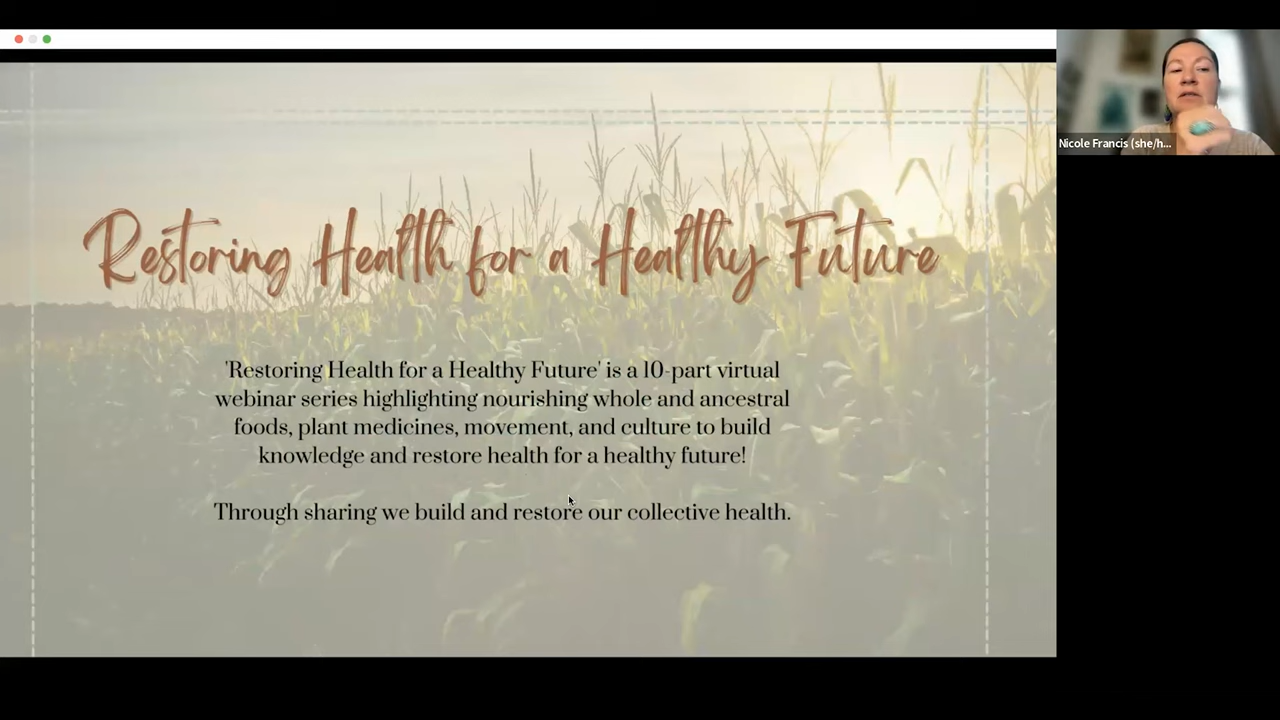 Restoring Health for a Healthy Future
'Restoring Health for a Healthy Future' is a 10-part virtual
webinar series highlighting nourishing whole and ancestral
foods, plant medicines, movement, and culture to build
knowledge and restore health for a healthy future!
Through sharing we build and restore our collective health.
Nicole Francis (she/h...